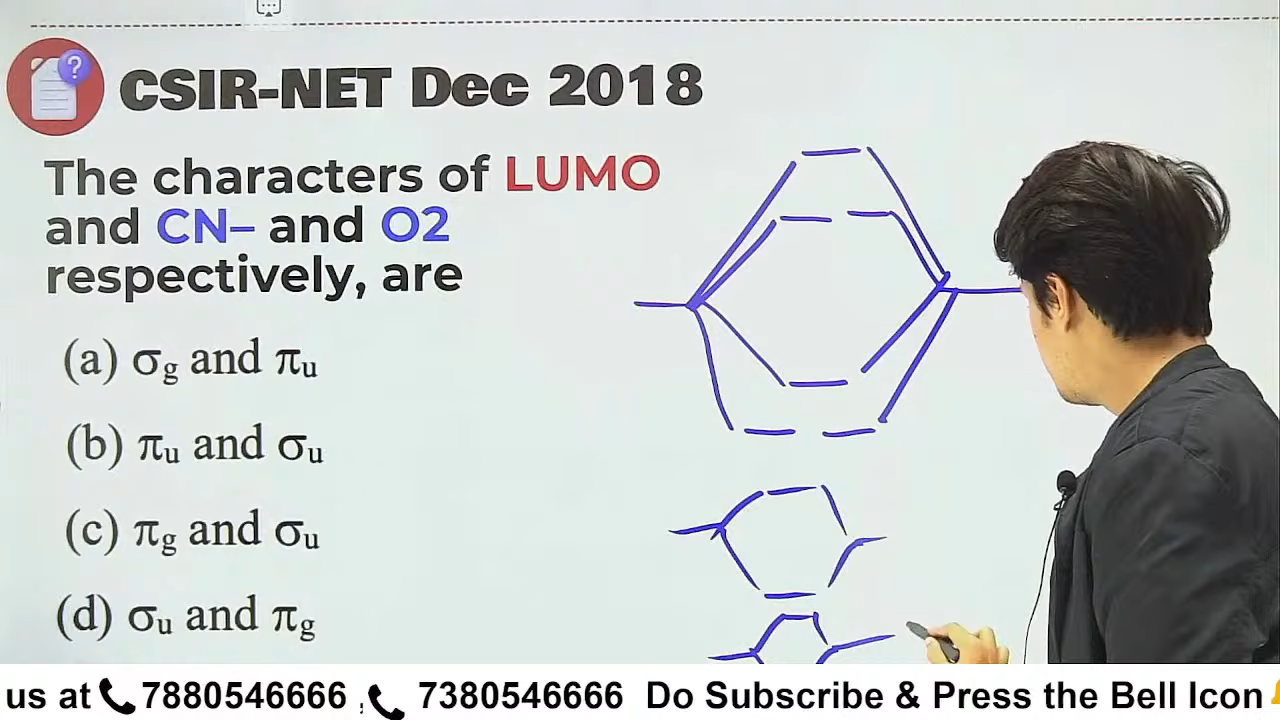 CSIR-NET Dec 2018
The characters of LUMO
and CN– and O2
respectively, are
(a) σg and πu
(b) πu and σu
(c) πg and σu
(d) σu and πg
us at 7880546666 , 7380546666 Do Subscribe & Press the Bell Icon